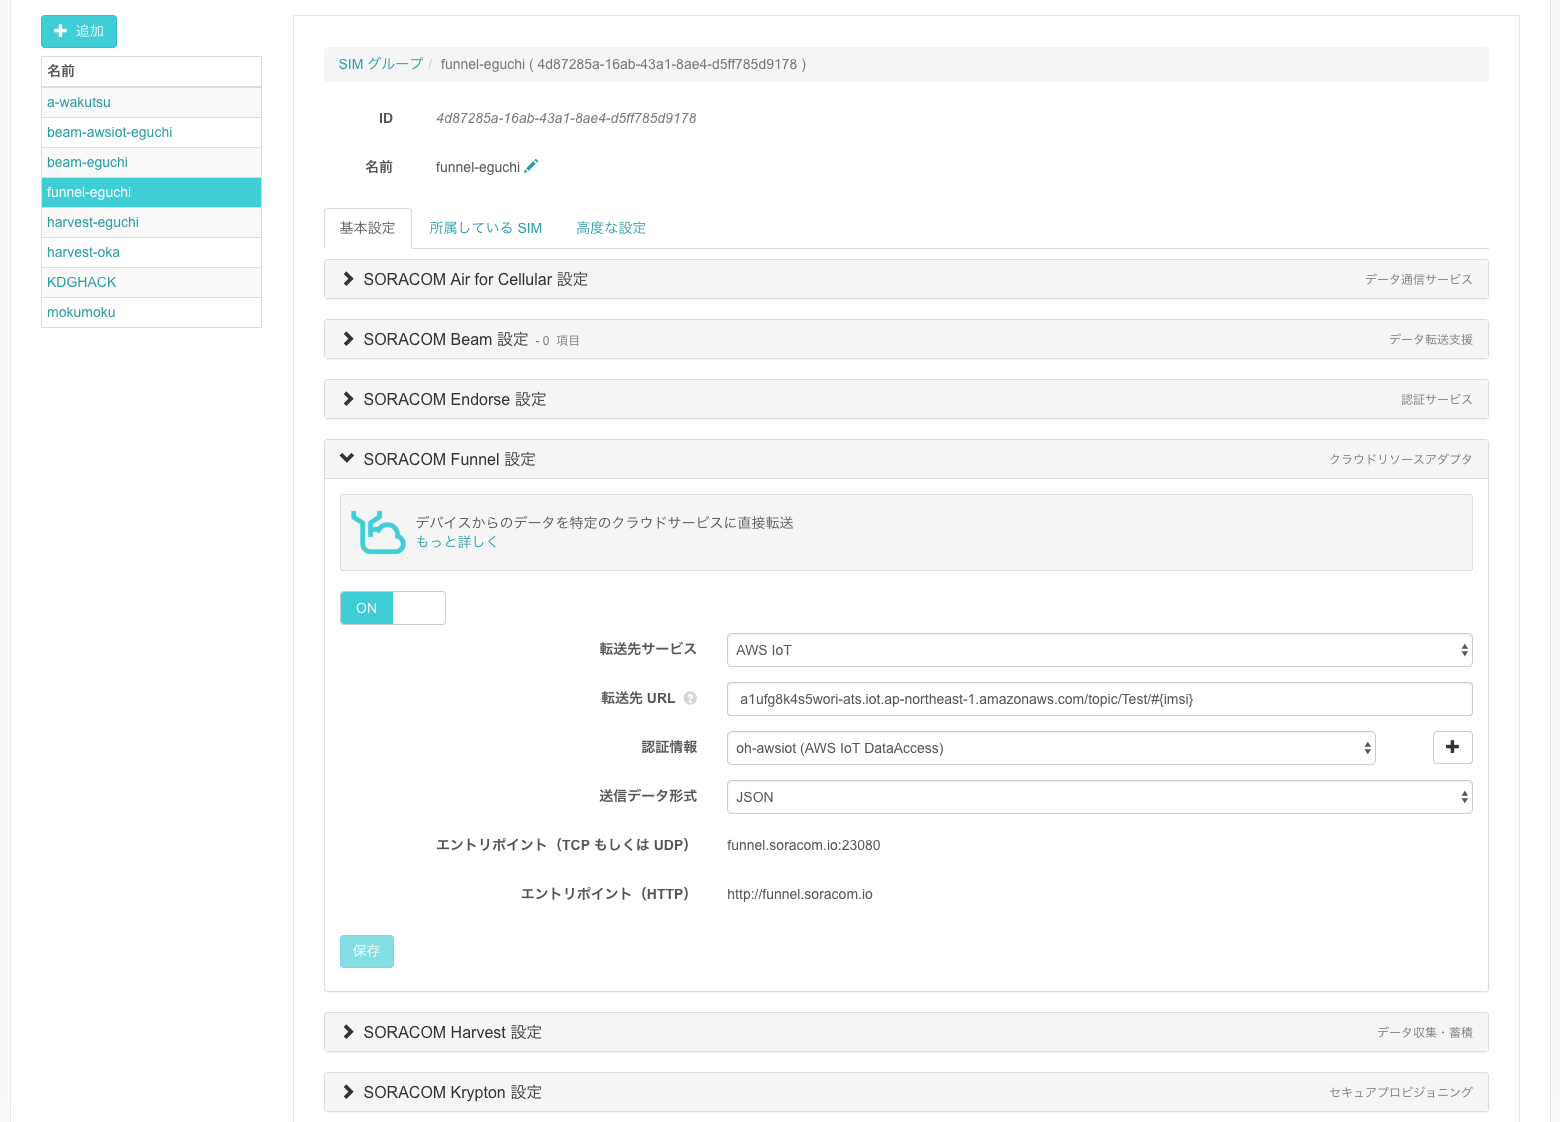 追加
名前
a-wakutsu
beam-awsiot-eguchi
beam-eguchi
funnel-eguchi
harvest-eguchi
harvest-oka
KDGHACK
mokumoku
SIM グループ / funnel-eguchi ( 4d87285a-16ab-43a1-8ae4-d5ff785d9178 )
ID 4d87285a-16ab-43a1-8ae4-d5ff785d9178
名前 funnel-eguchi
基本設定 所属している SIM 高度な設定
SORACOM Air for Cellular 設定 データ通信サービス
SORACOM Beam 設定 - 0 項目 データ転送支援
SORACOM Endorse 設定 認証サービス
SORACOM Funnel 設定 クラウドリソースアダプタ
デバイスからのデータを特定のクラウドサービスに直接転送
もっと詳しく
ON
転送先サービス AWS IoT
転送先 URL ? a1ufg8k4s5wori-ats.iot.ap-northeast-1.amazonaws.com/topic/Test/#{imsi}
認証情報 oh-awsiot (AWS IoT DataAccess)
送信データ形式 JSON
エントリポイント（TCP もしくは UDP） funnel.soracom.io:23080
エントリポイント（HTTP） http://funnel.soracom.io
保存
SORACOM Harvest 設定 データ収集・蓄積
SORACOM Krypton 設定 セキュアプロビジョニング